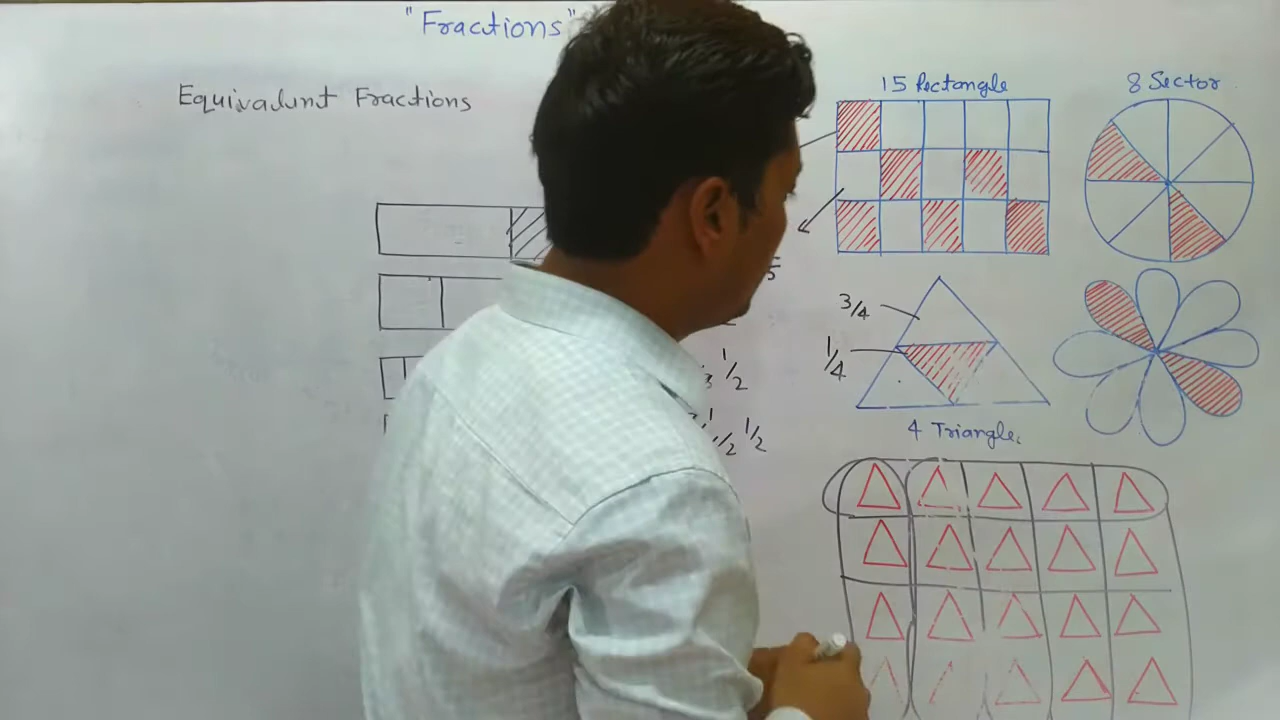 "Fractions"
Equivalent Fractions
15 Rectangle
8 Sector
3/4
1/4
1/2
1/2 1/2
4 Triangle.